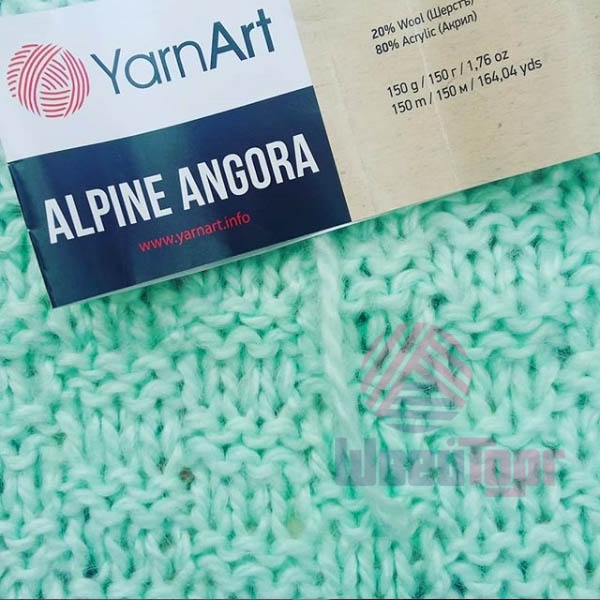 YarnArt
ALPINE ANGORA
www.yarnart.info
20% Wool (Шерсть)
80% Acrylic (Акрил)
150 g / 150 г / 1,76 oz
150 m / 150 м / 164,04 yds
ШвейТорг